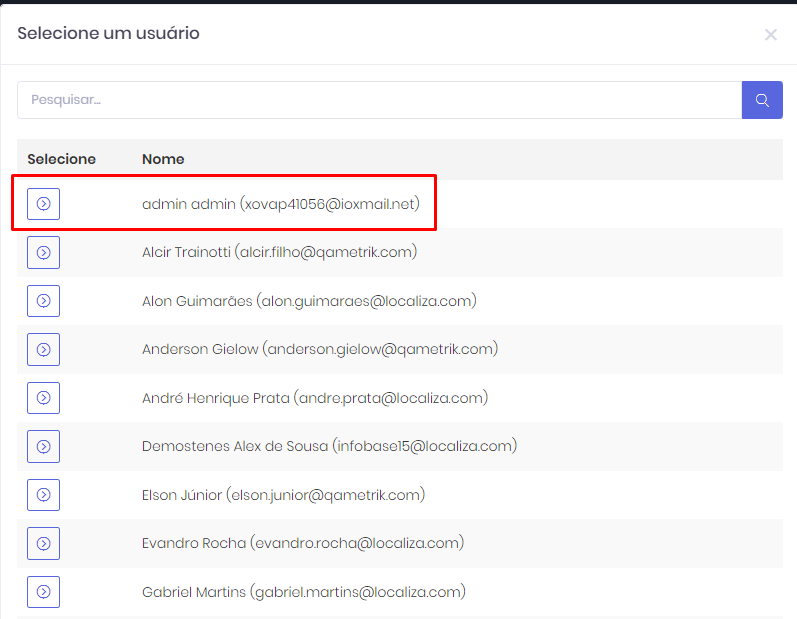 Selecione um usuário
Pesquisar...
Selecione Nome
admin admin (xovap41056@ioxmail.net)
Alcir Trainotti (alcir.filho@qametrik.com)
Alon Guimarães (alon.guimaraes@localiza.com)
Anderson Gielow (anderson.gielow@qametrik.com)
André Henrique Prata (andre.prata@localiza.com)
Demostenes Alex de Sousa (infobase15@localiza.com)
Elson Júnior (elson.junior@qametrik.com)
Evandro Rocha (evandro.rocha@localiza.com)
Gabriel Martins (gabriel.martins@localiza.com)